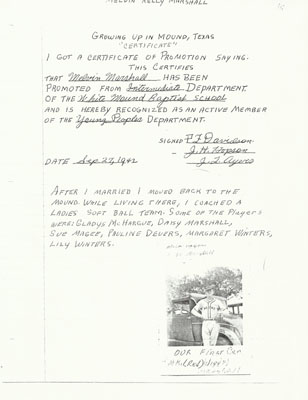 MELVIN KELLY MARSHALL
GROWING UP IN MOUND, TEXAS
"CERTIFICATE"
I GOT A CERTIFICATE OF PROMOTION SAYING.
THIS CERTIFIES
THAT Melvin Marshall HAS BEEN
PROMOTED FROM Intermediate DEPARTMENT
OF THE White Mound Baptist School
AND IS HEREBY RECOGNIZED AS AN ACTIVE MEMBER
OF THE Young Peoples DEPARTMENT.
SIGNED P.T. Davidson
J.H. Hopson
DATE Sep 27, 1942 J.T. Ayres
AFTER I MARRIED I MOVED BACK TO THE
MOUND. WHILE LIVING THERE, I COACHED A
LADIES SOFT BALL TEAM. SOME OF THE PLAYERS
WERE: GLADYS MCHARGUE, DAISY MARSHALL,
SUE MAGEE, PAULINE DEVERS, MARGARET WINTERS,
LILY WINTERS.
Marshall
OUR FIRST CAR
Marshall